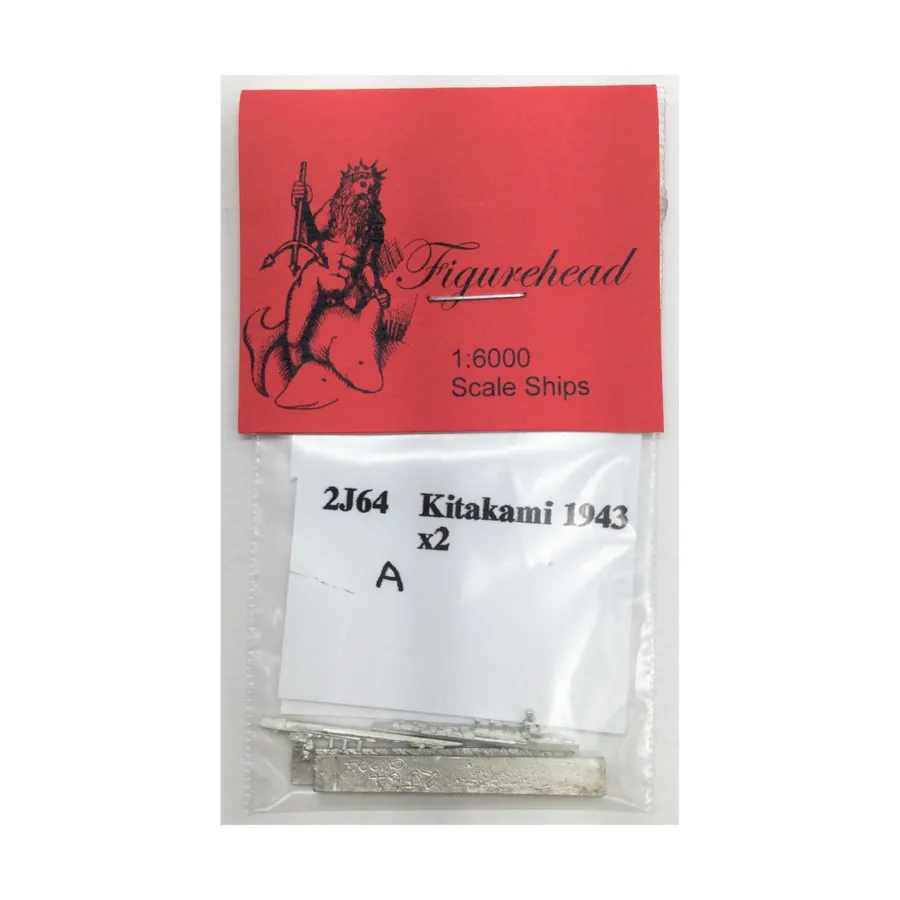 Figurehead
1:6000
Scale Ships
2J64 Kitakami 1943
x2
A